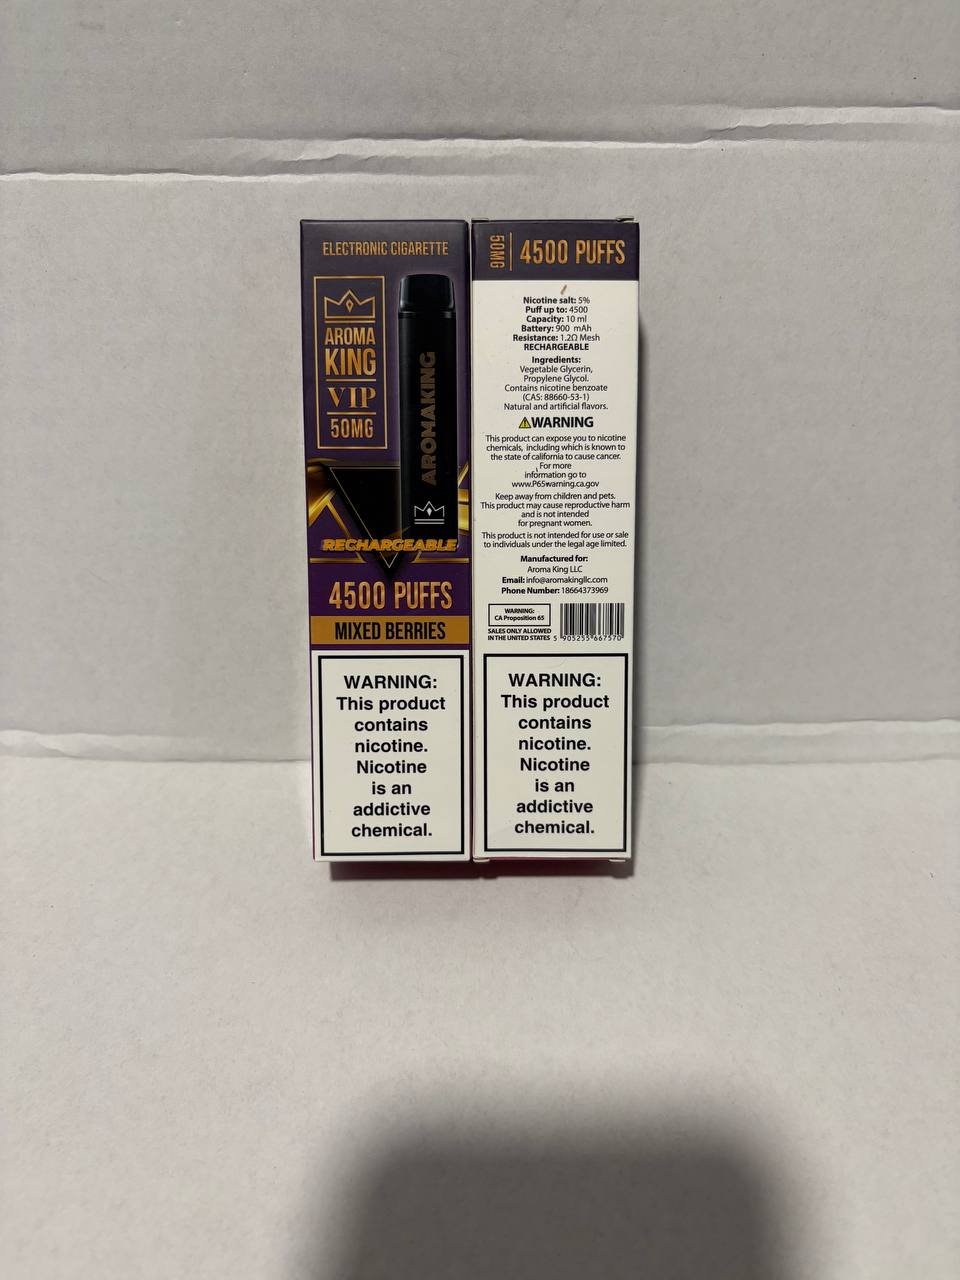 ELECTRONIC CIGARETTE
AROMA
KING
VIP
50MG
AROMAKING
RECHARGEABLE
4500 PUFFS
MIXED BERRIES
WARNING:
This product
contains
nicotine.
Nicotine
is an
addictive
chemical.
50MG
4500 PUFFS
Nicotine salt: 5%
Puff up to: 4500
Capacity: 10 ml
Battery: 900 mAh
Resistance: 1.2Ω Mesh
RECHARGEABLE
Ingredients:
Vegetable Glycerin,
Propylene Glycol.
Contains nicotine benzoate
(CAS: 88660-53-1)
Natural and artificial flavors.
⚠WARNING
This product can expose you to nicotine
chemicals, including which is known to
the state of california to cause cancer.
For more
information go to
www.P65warning.ca.gov
Keep away from children and pets.
This product may cause reproductive harm
and is not intended
for pregnant women.
This product is not intended for use or sale
to individuals under the legal age limited.
Manufactured for:
Aroma King LLC
Email: info@aromakingllc.com
Phone Number: 18664373969
WARNING:
CA Proposition 65
SALES ONLY ALLOWED
IN THE UNITED STATES
5 905255 667570
WARNING:
This product
contains
nicotine.
Nicotine
is an
addictive
chemical.